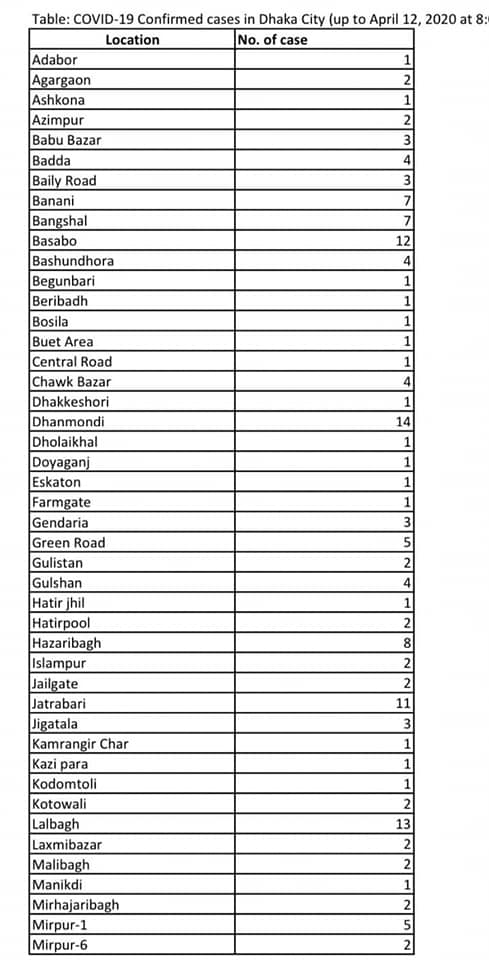 Table: COVID-19 Confirmed cases in Dhaka City (up to April 12, 2020 at 8:
Location No. of case
Adabor 1
Agargaon 2
Ashkona 1
Azimpur 2
Babu Bazar 3
Badda 4
Baily Road 3
Banani 7
Bangshal 7
Basabo 12
Bashundhora 4
Begunbari 1
Beribadh 1
Bosila 1
Buet Area 1
Central Road 1
Chawk Bazar 4
Dhakkeshori 1
Dhanmondi 14
Dholaikhal 1
Doyaganj 1
Eskaton 1
Farmgate 1
Gendaria 3
Green Road 5
Gulistan 2
Gulshan 4
Hatir jhil 1
Hatirpool 2
Hazaribagh 8
Islampur 2
Jailgate 2
Jatrabari 11
Jigatala 3
Kamrangir Char 1
Kazi para 1
Kodomtoli 1
Kotowali 2
Lalbagh 13
Laxmibazar 2
Malibagh 2
Manikdi 1
Mirhajaribagh 2
Mirpur-1 5
Mirpur-6 2